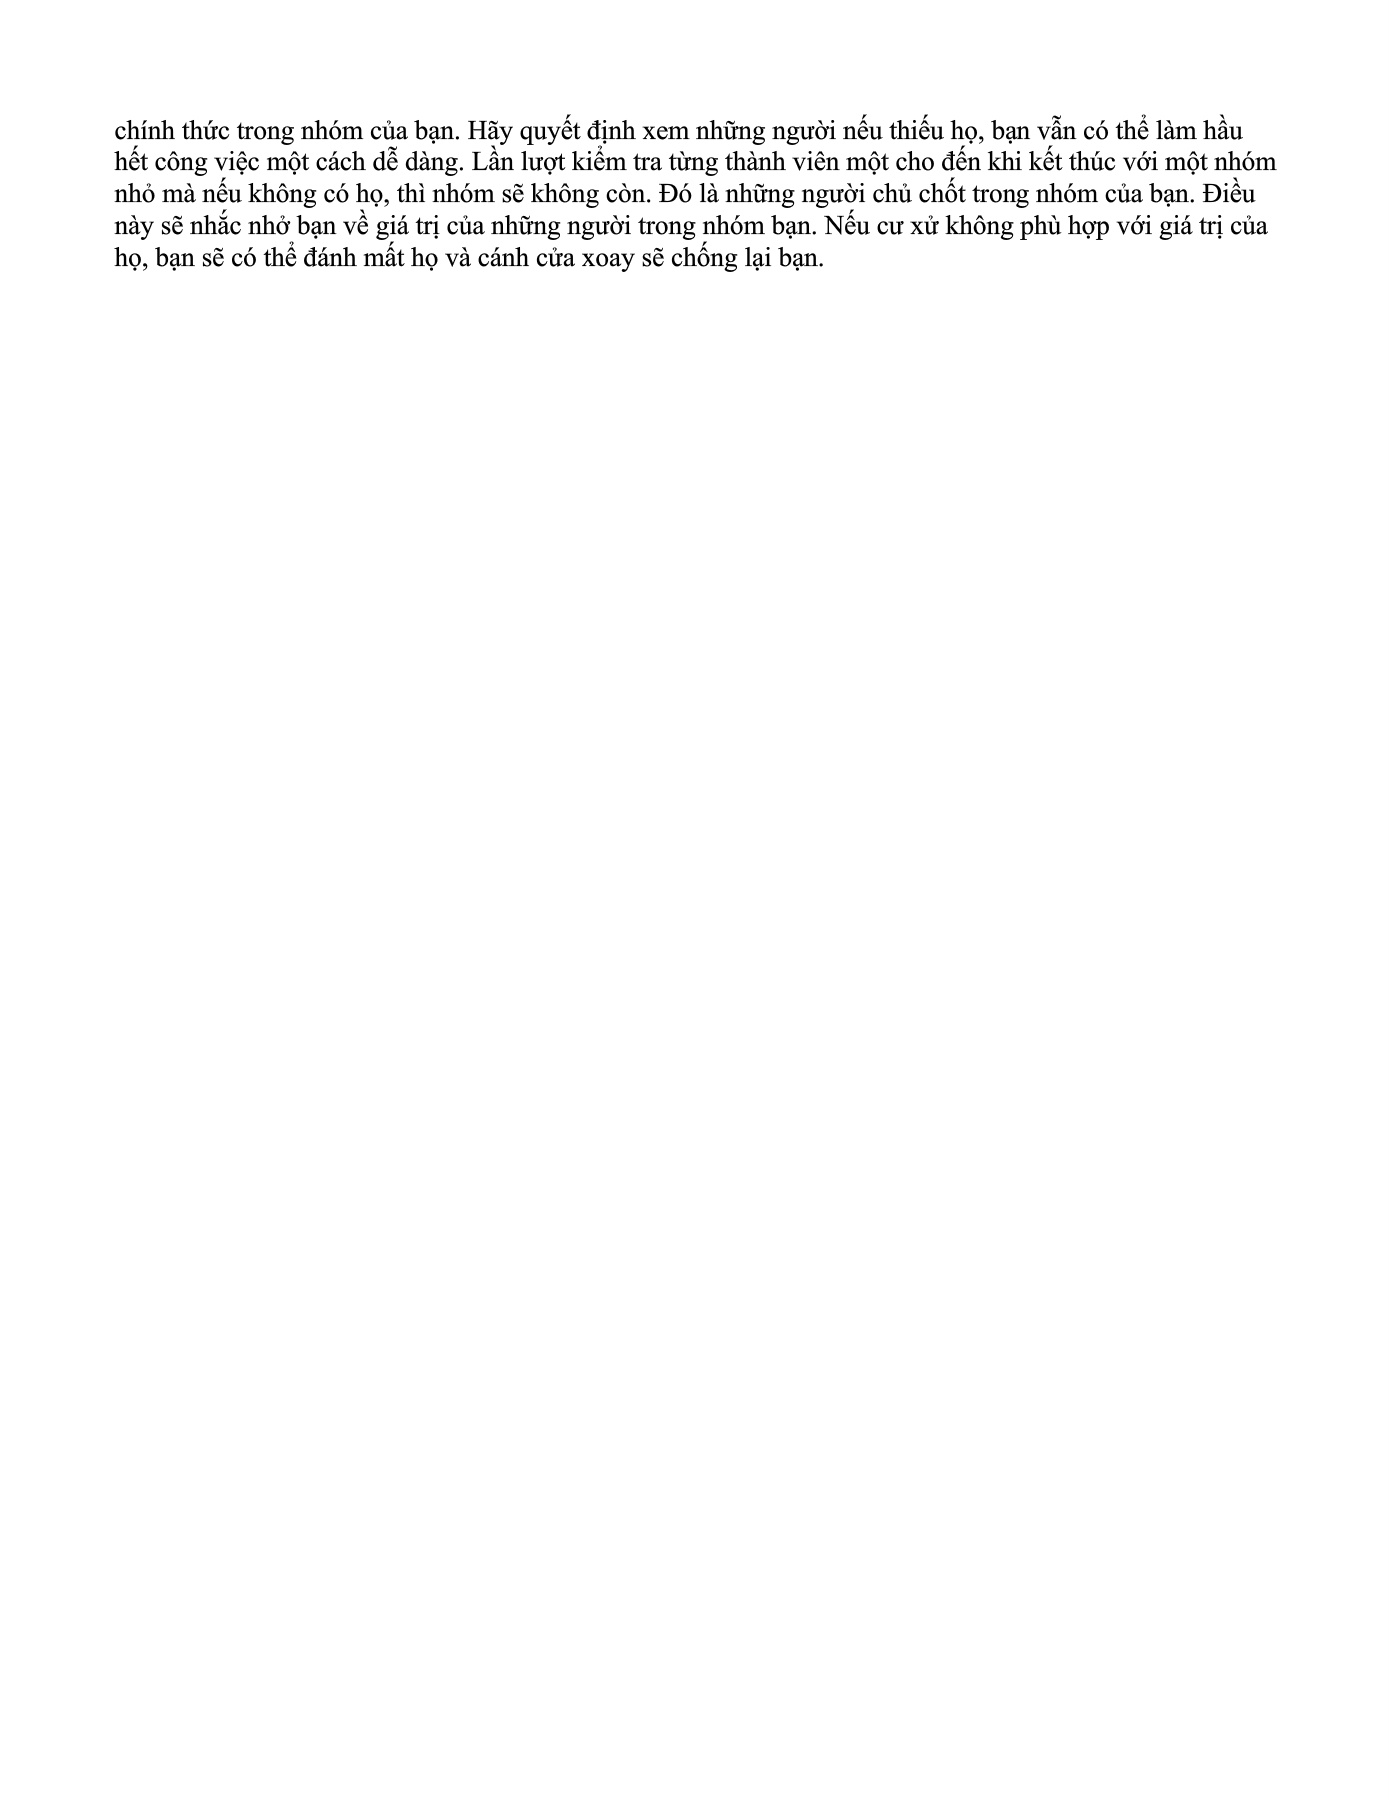 chính thức trong nhóm của bạn. Hãy quyết định xem những người nếu thiếu họ, bạn vẫn có thể làm hầu
hết công việc một cách dễ dàng. Lần lượt kiểm tra từng thành viên một cho đến khi kết thúc với một nhóm
nhỏ mà nếu không có họ, thì nhóm sẽ không còn. Đó là những người chủ chốt trong nhóm của bạn. Điều
này sẽ nhắc nhở bạn về giá trị của những người trong nhóm bạn. Nếu cư xử không phù hợp với giá trị của
họ, bạn sẽ có thể đánh mất họ và cánh cửa xoay sẽ chống lại bạn.